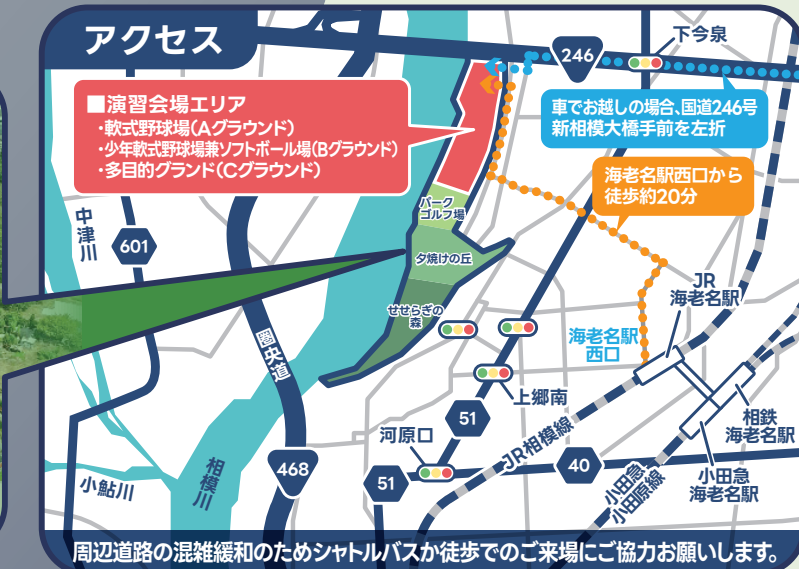 アクセス
246
下今泉
■演習会場エリア
・軟式野球場(Aグラウンド)
・少年軟式野球場兼ソフトボール場(Bグラウンド)
・多目的グランド(Cグラウンド)
車でお越しの場合、国道246号
新相模大橋手前を左折
海老名駅西口から
徒歩約20分
パーク
ゴルフ場
中津川
601
夕焼けの丘
せせらぎの
森
JR
海老名駅
海老名駅
西口
圏央道
上郷南
51
相鉄
海老名駅
河原口
JR相模線
468
51
40
小田急
小田原線
小田急
海老名駅
小鮎川
相模川
周辺道路の混雑緩和のためシャトルバスか徒歩でのご来場にご協力お願いします。